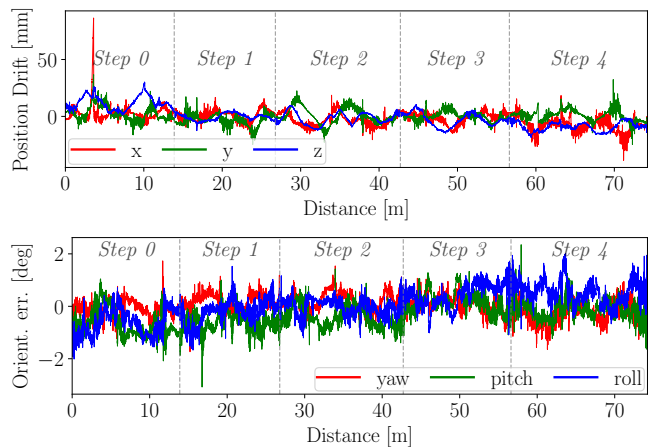 Position Drift [mm]
50
0
Step 0 Step 1 Step 2 Step 3 Step 4
x y z
0 10 20 30 40 50 60 70
Distance [m]
Orient. err. [deg]
2
0
−2
Step 0 Step 1 Step 2 Step 3 Step 4
yaw pitch roll
0 10 20 30 40 50 60 70
Distance [m]